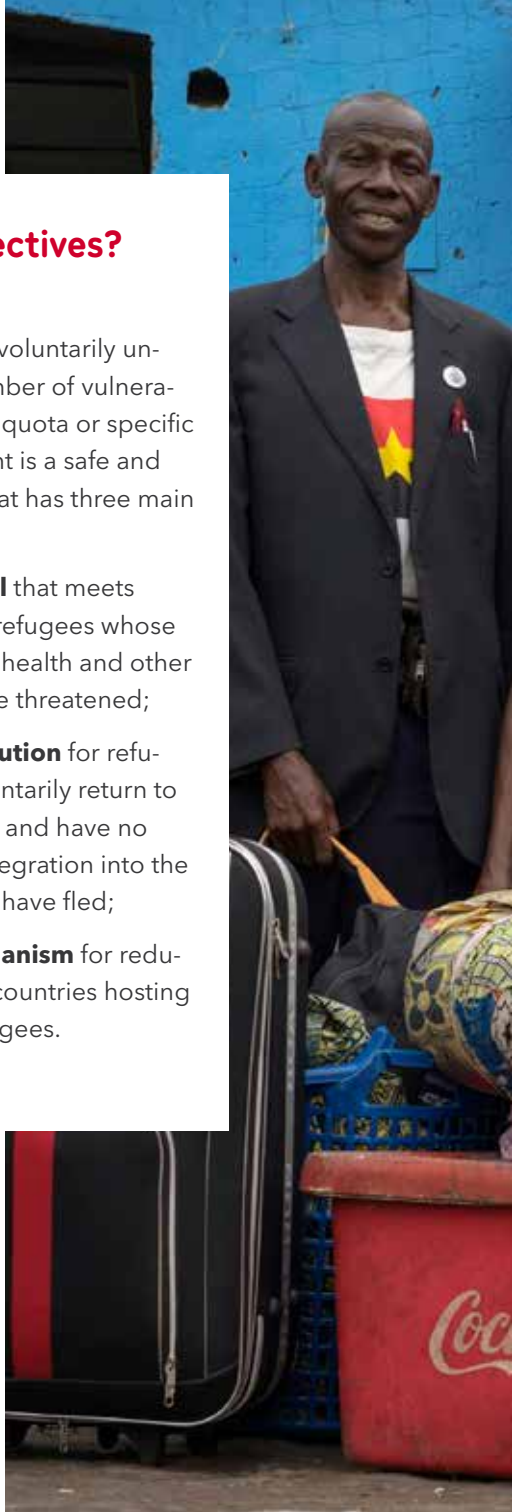 ectives?
voluntarily un-
mber of vulnera-
quota or specific
nt is a safe and
at has three main
l that meets
refugees whose
health and other
e threatened;
ution for refu-
ntarily return to
and have no
egration into the
have fled;
anism for redu-
countries hosting
gees.
Coc